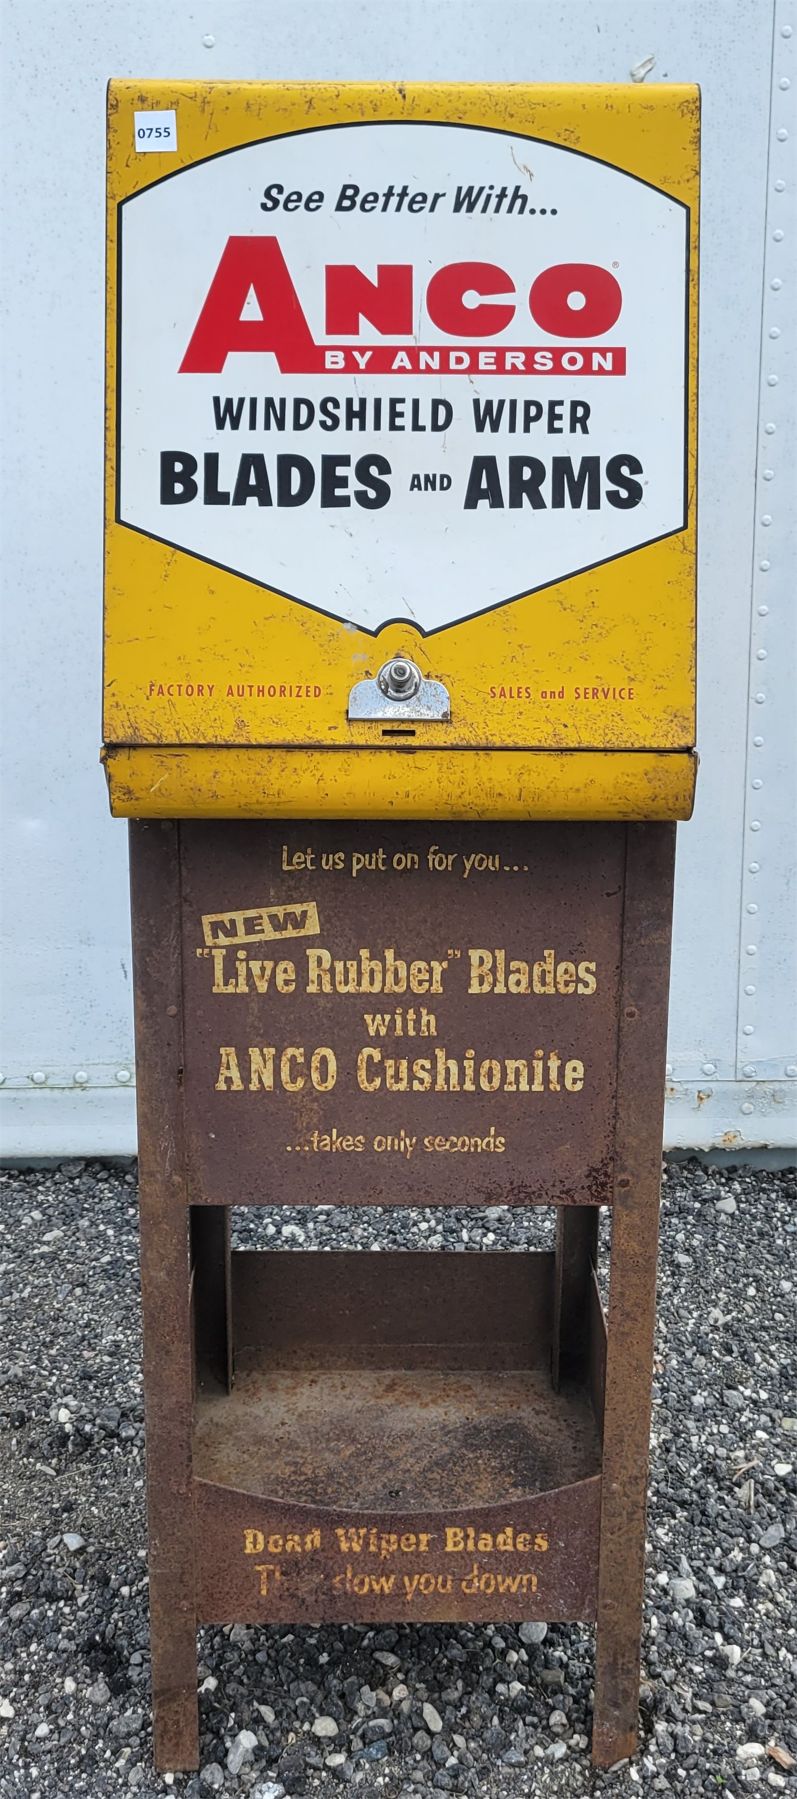 0755
See Better With...
ANCO®
BY ANDERSON
WINDSHIELD WIPER
BLADES AND ARMS
FACTORY AUTHORIZED SALES and SERVICE
Let us put on for you...
NEW
"Live Rubber" Blades
with
ANCO Cushionite
...takes only seconds
Dead Wiper Blades
slow you down